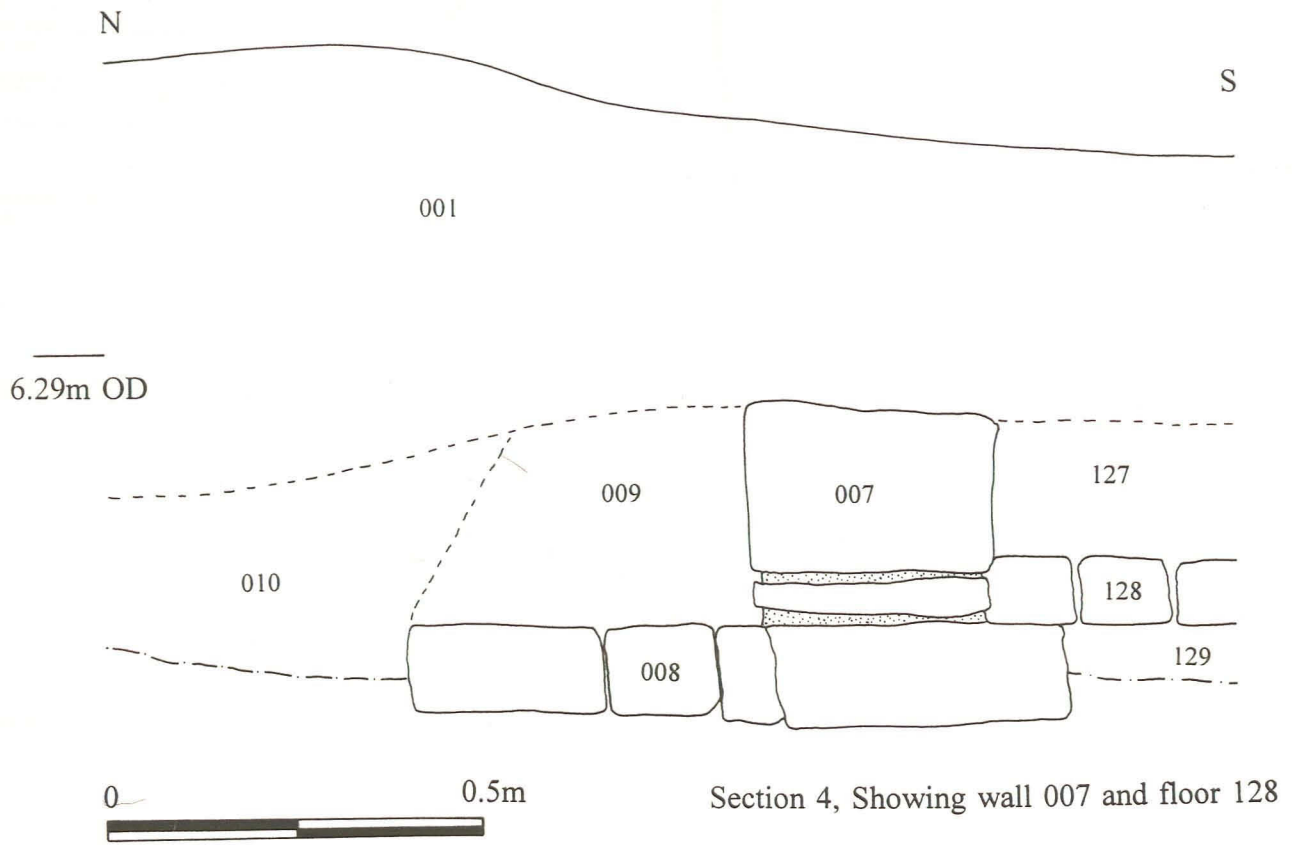 N
S
001
6.29m OD
009
007
127
010
128
008
129
0
0.5m
Section 4, Showing wall 007 and floor 128